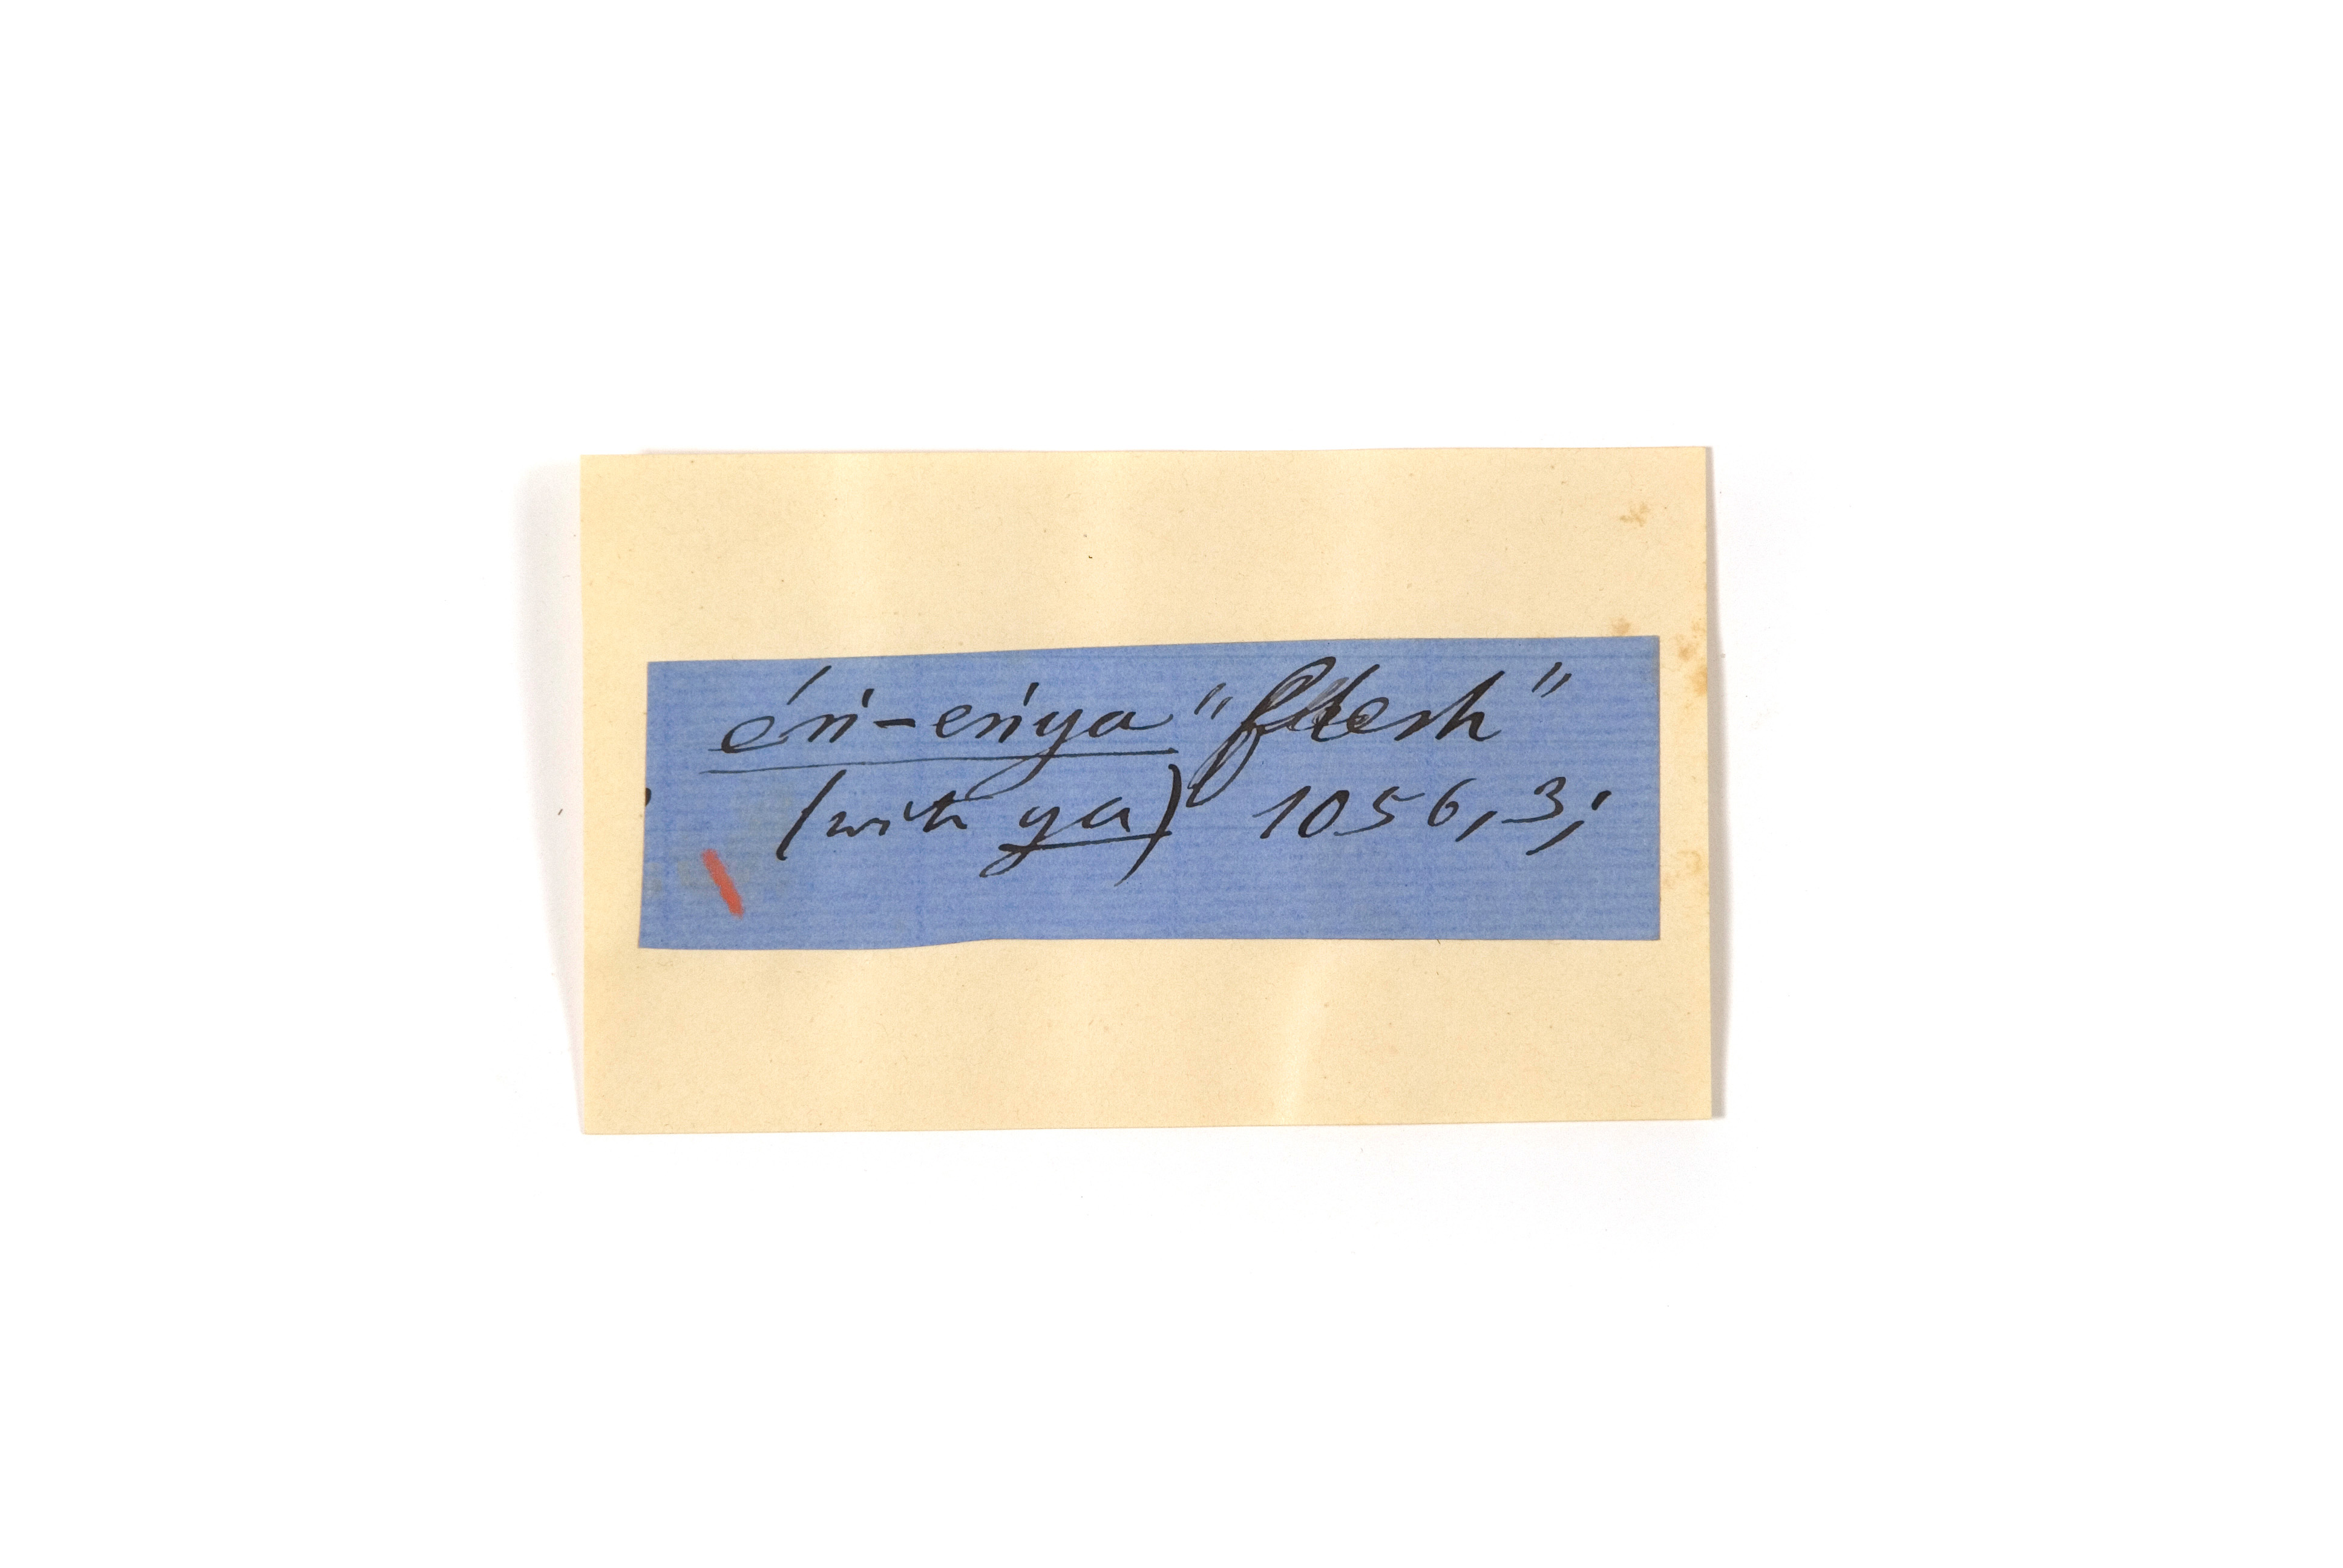 éri-eriya "flesh"
(with ya) 1056,3;